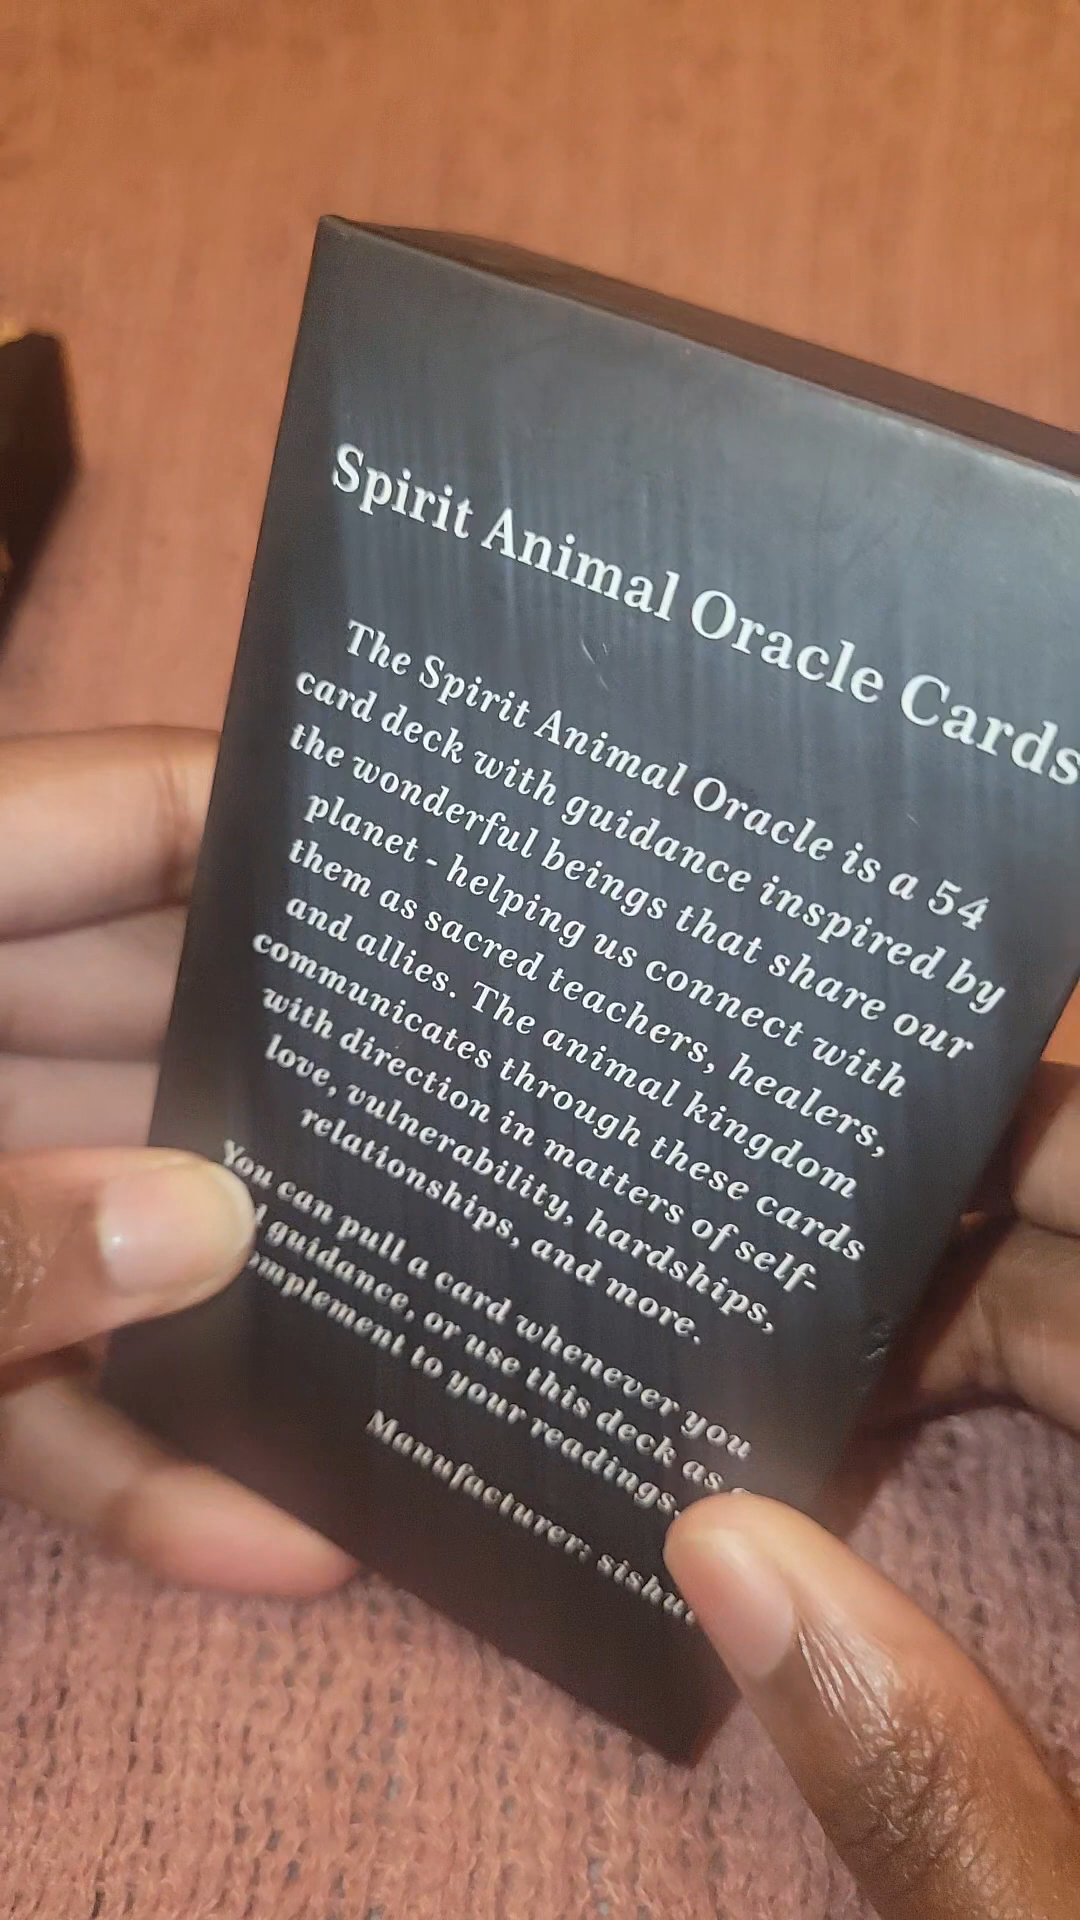 Spirit Animal Oracle Cards
The Spirit Animal Oracle is a 54
card deck with guidance inspired by
the wonderful beings that share our
planet - helping us connect with
them as sacred teachers, healers,
and allies. The animal kingdom
communicates through these cards
with direction in matters of self-
love, vulnerability, hardships,
relationships, and more.
You can pull a card whenever you
guidance, or use this deck as
to your readings.
Manufacturer: